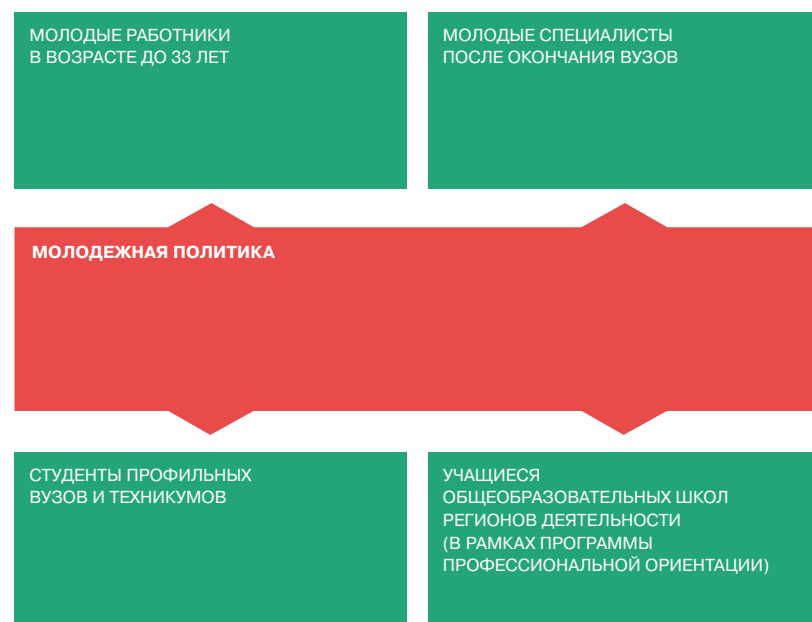 МОЛОДЫЕ РАБОТНИКИ
В ВОЗРАСТЕ ДО 33 ЛЕТ
МОЛОДЫЕ СПЕЦИАЛИСТЫ
ПОСЛЕ ОКОНЧАНИЯ ВУЗОВ
МОЛОДЕЖНАЯ ПОЛИТИКА
СТУДЕНТЫ ПРОФИЛЬНЫХ
ВУЗОВ И ТЕХНИКУМОВ
УЧАЩИЕСЯ
ОБЩЕОБРАЗОВАТЕЛЬНЫХ ШКОЛ
РЕГИОНОВ ДЕЯТЕЛЬНОСТИ
(В РАМКАХ ПРОГРАММЫ
ПРОФЕССИОНАЛЬНОЙ ОРИЕНТАЦИИ)